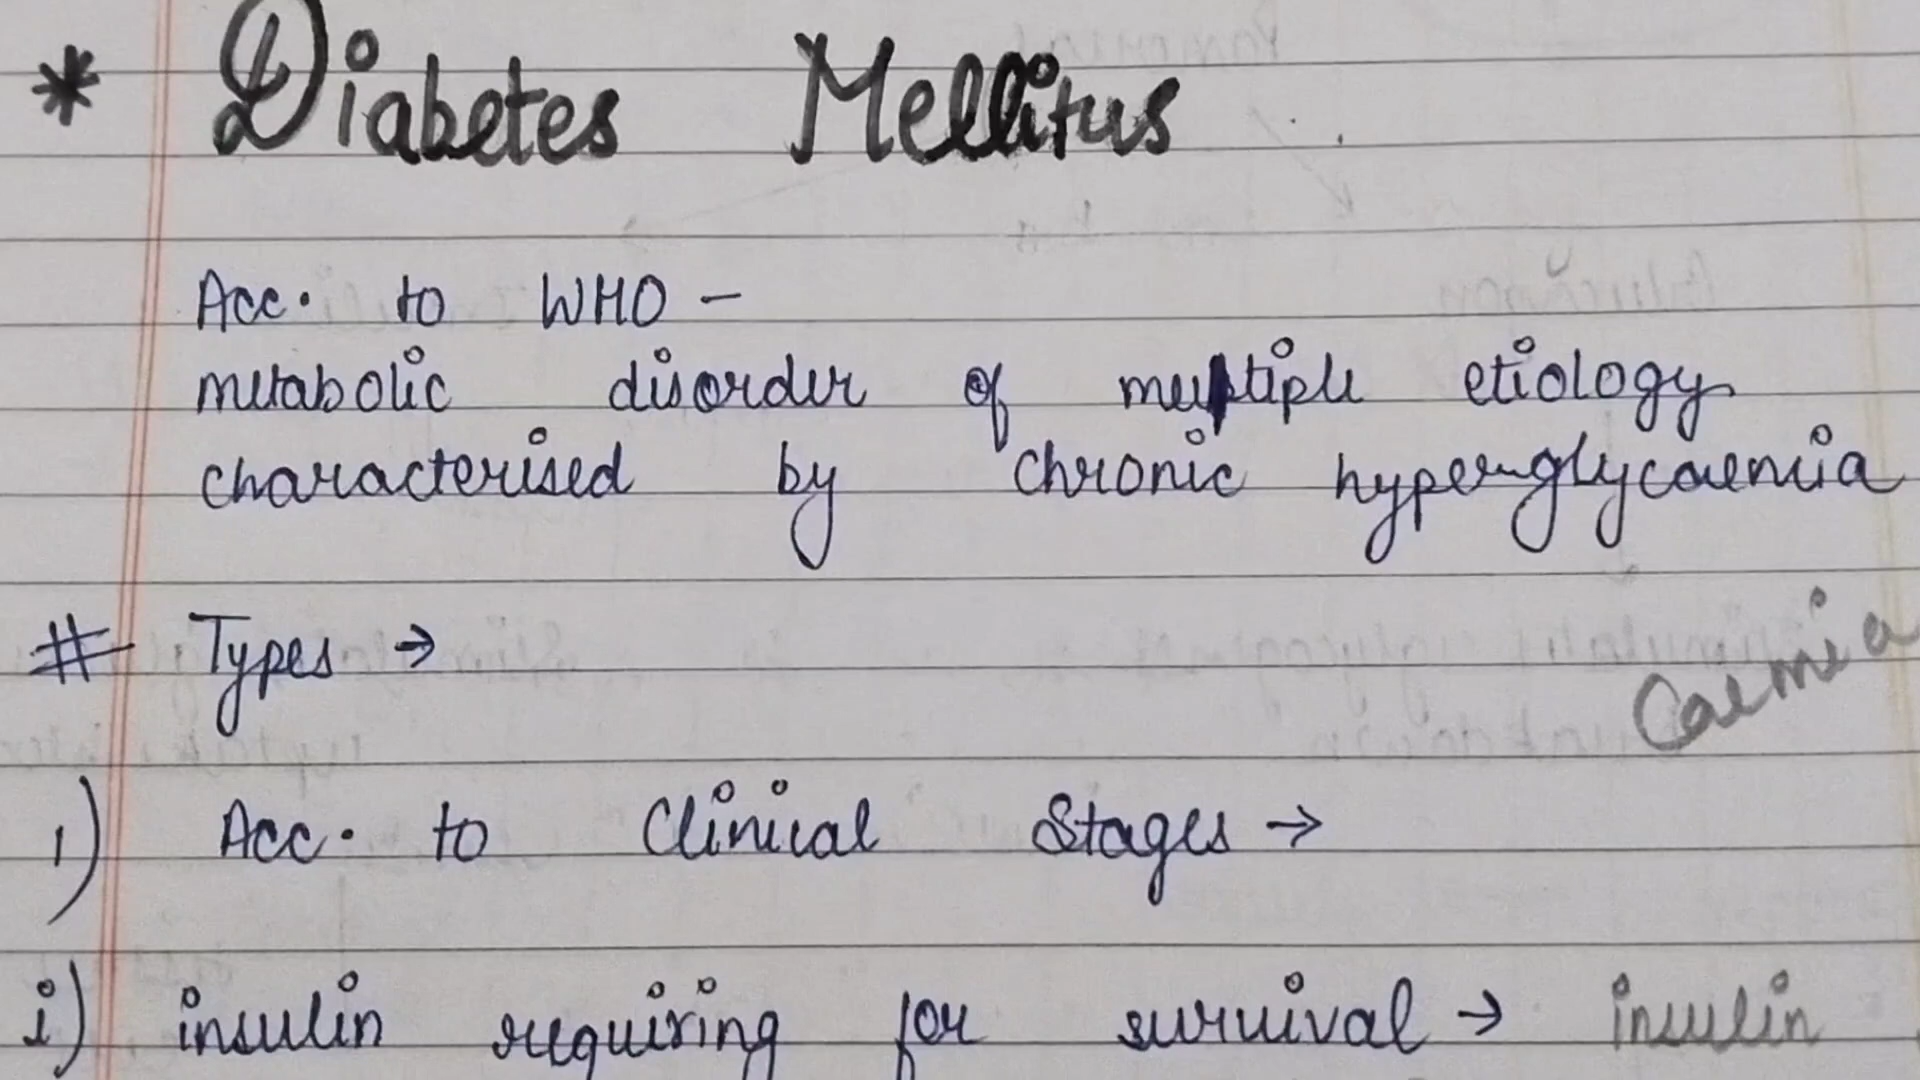 * Diabetes Mellitus
Acc. to WHO -
metabolic disorder of multiple etiology
characterised by chronic hyperglycaemia
# Types →
caemia
1) Acc. to Clinical Stages →
i) insulin requiring for survival → insulin